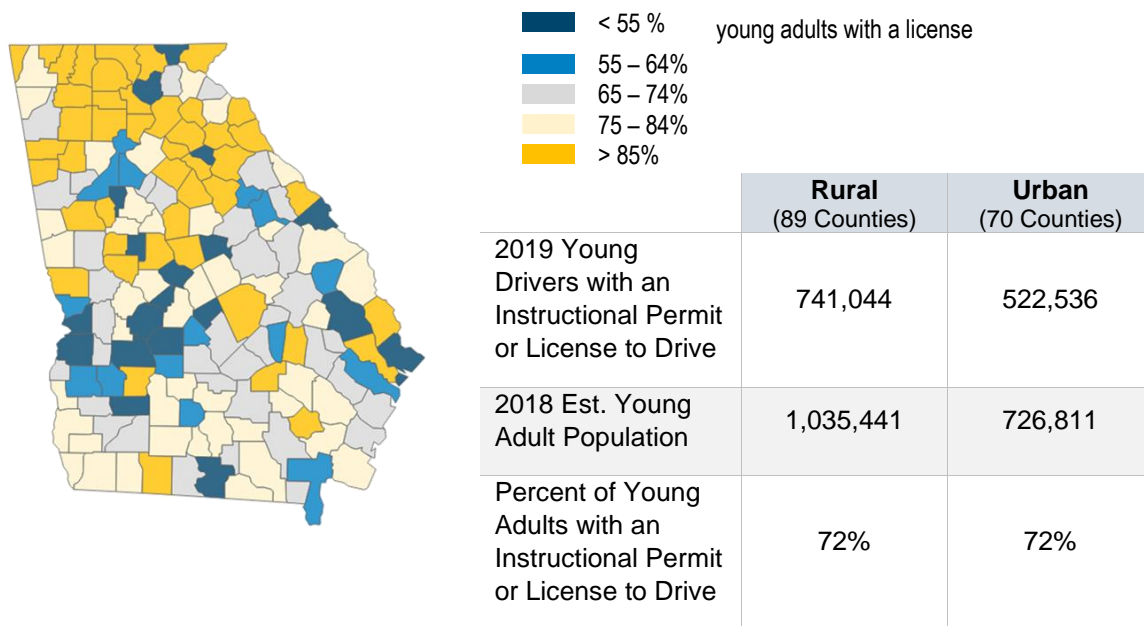 < 55 %
young adults with a license
55 – 64%
65 – 74%
75 – 84%
> 85%
Rural
(89 Counties)
Urban
(70 Counties)
2019 Young
Drivers with an
Instructional Permit
or License to Drive
741,044
522,536
2018 Est. Young
Adult Population
1,035,441
726,811
Percent of Young
Adults with an
Instructional Permit
or License to Drive
72%
72%